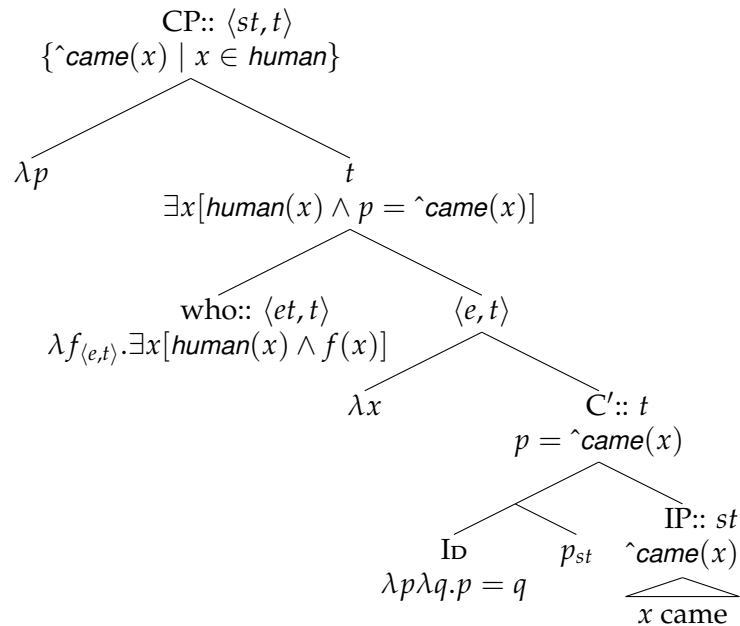 CP:: ⟨st, t⟩
{ˆcame(x) | x ∈ human}
λp t
∃x[human(x) ∧ p = ˆcame(x)]
who:: ⟨et, t⟩ ⟨e, t⟩
λf⟨e,t⟩.∃x[human(x) ∧ f(x)]
λx C′:: t
p = ˆcame(x)
IP:: st
Iᴅ pst ˆcame(x)
λpλq.p = q
x came